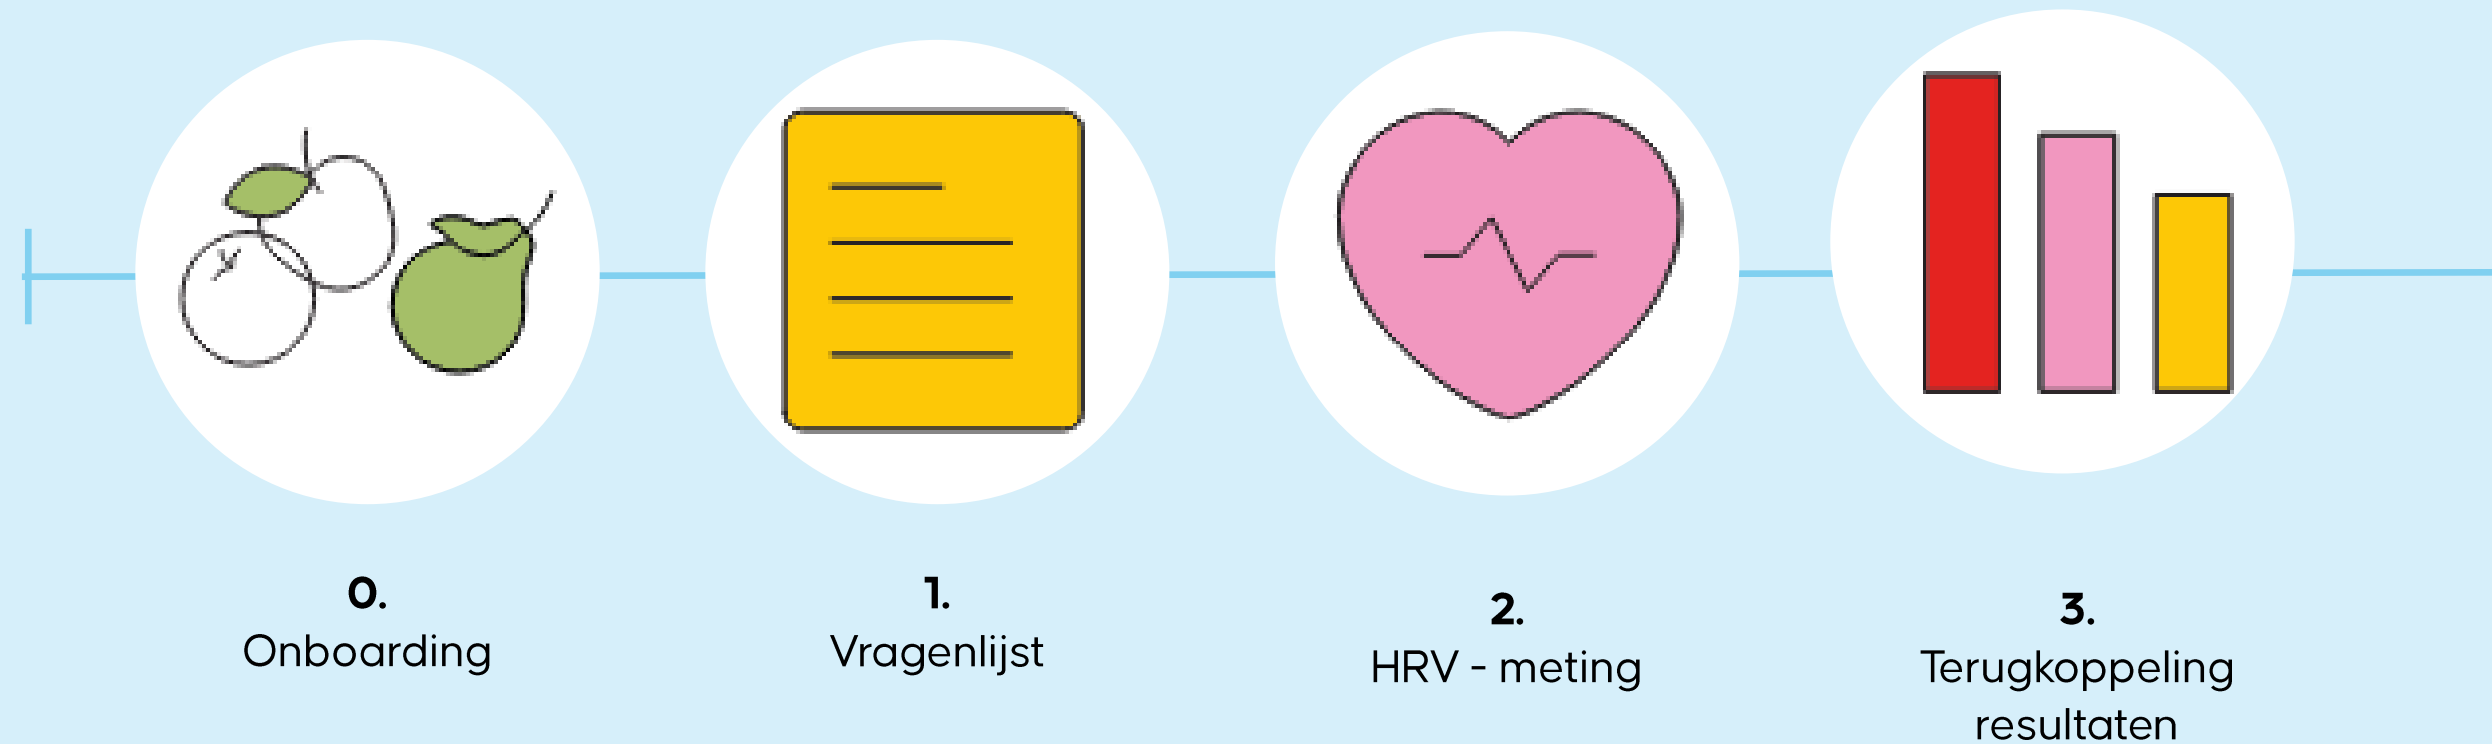 0.
Onboarding
1.
Vragenlijst
2.
HRV - meting
3.
Terugkoppeling
resultaten